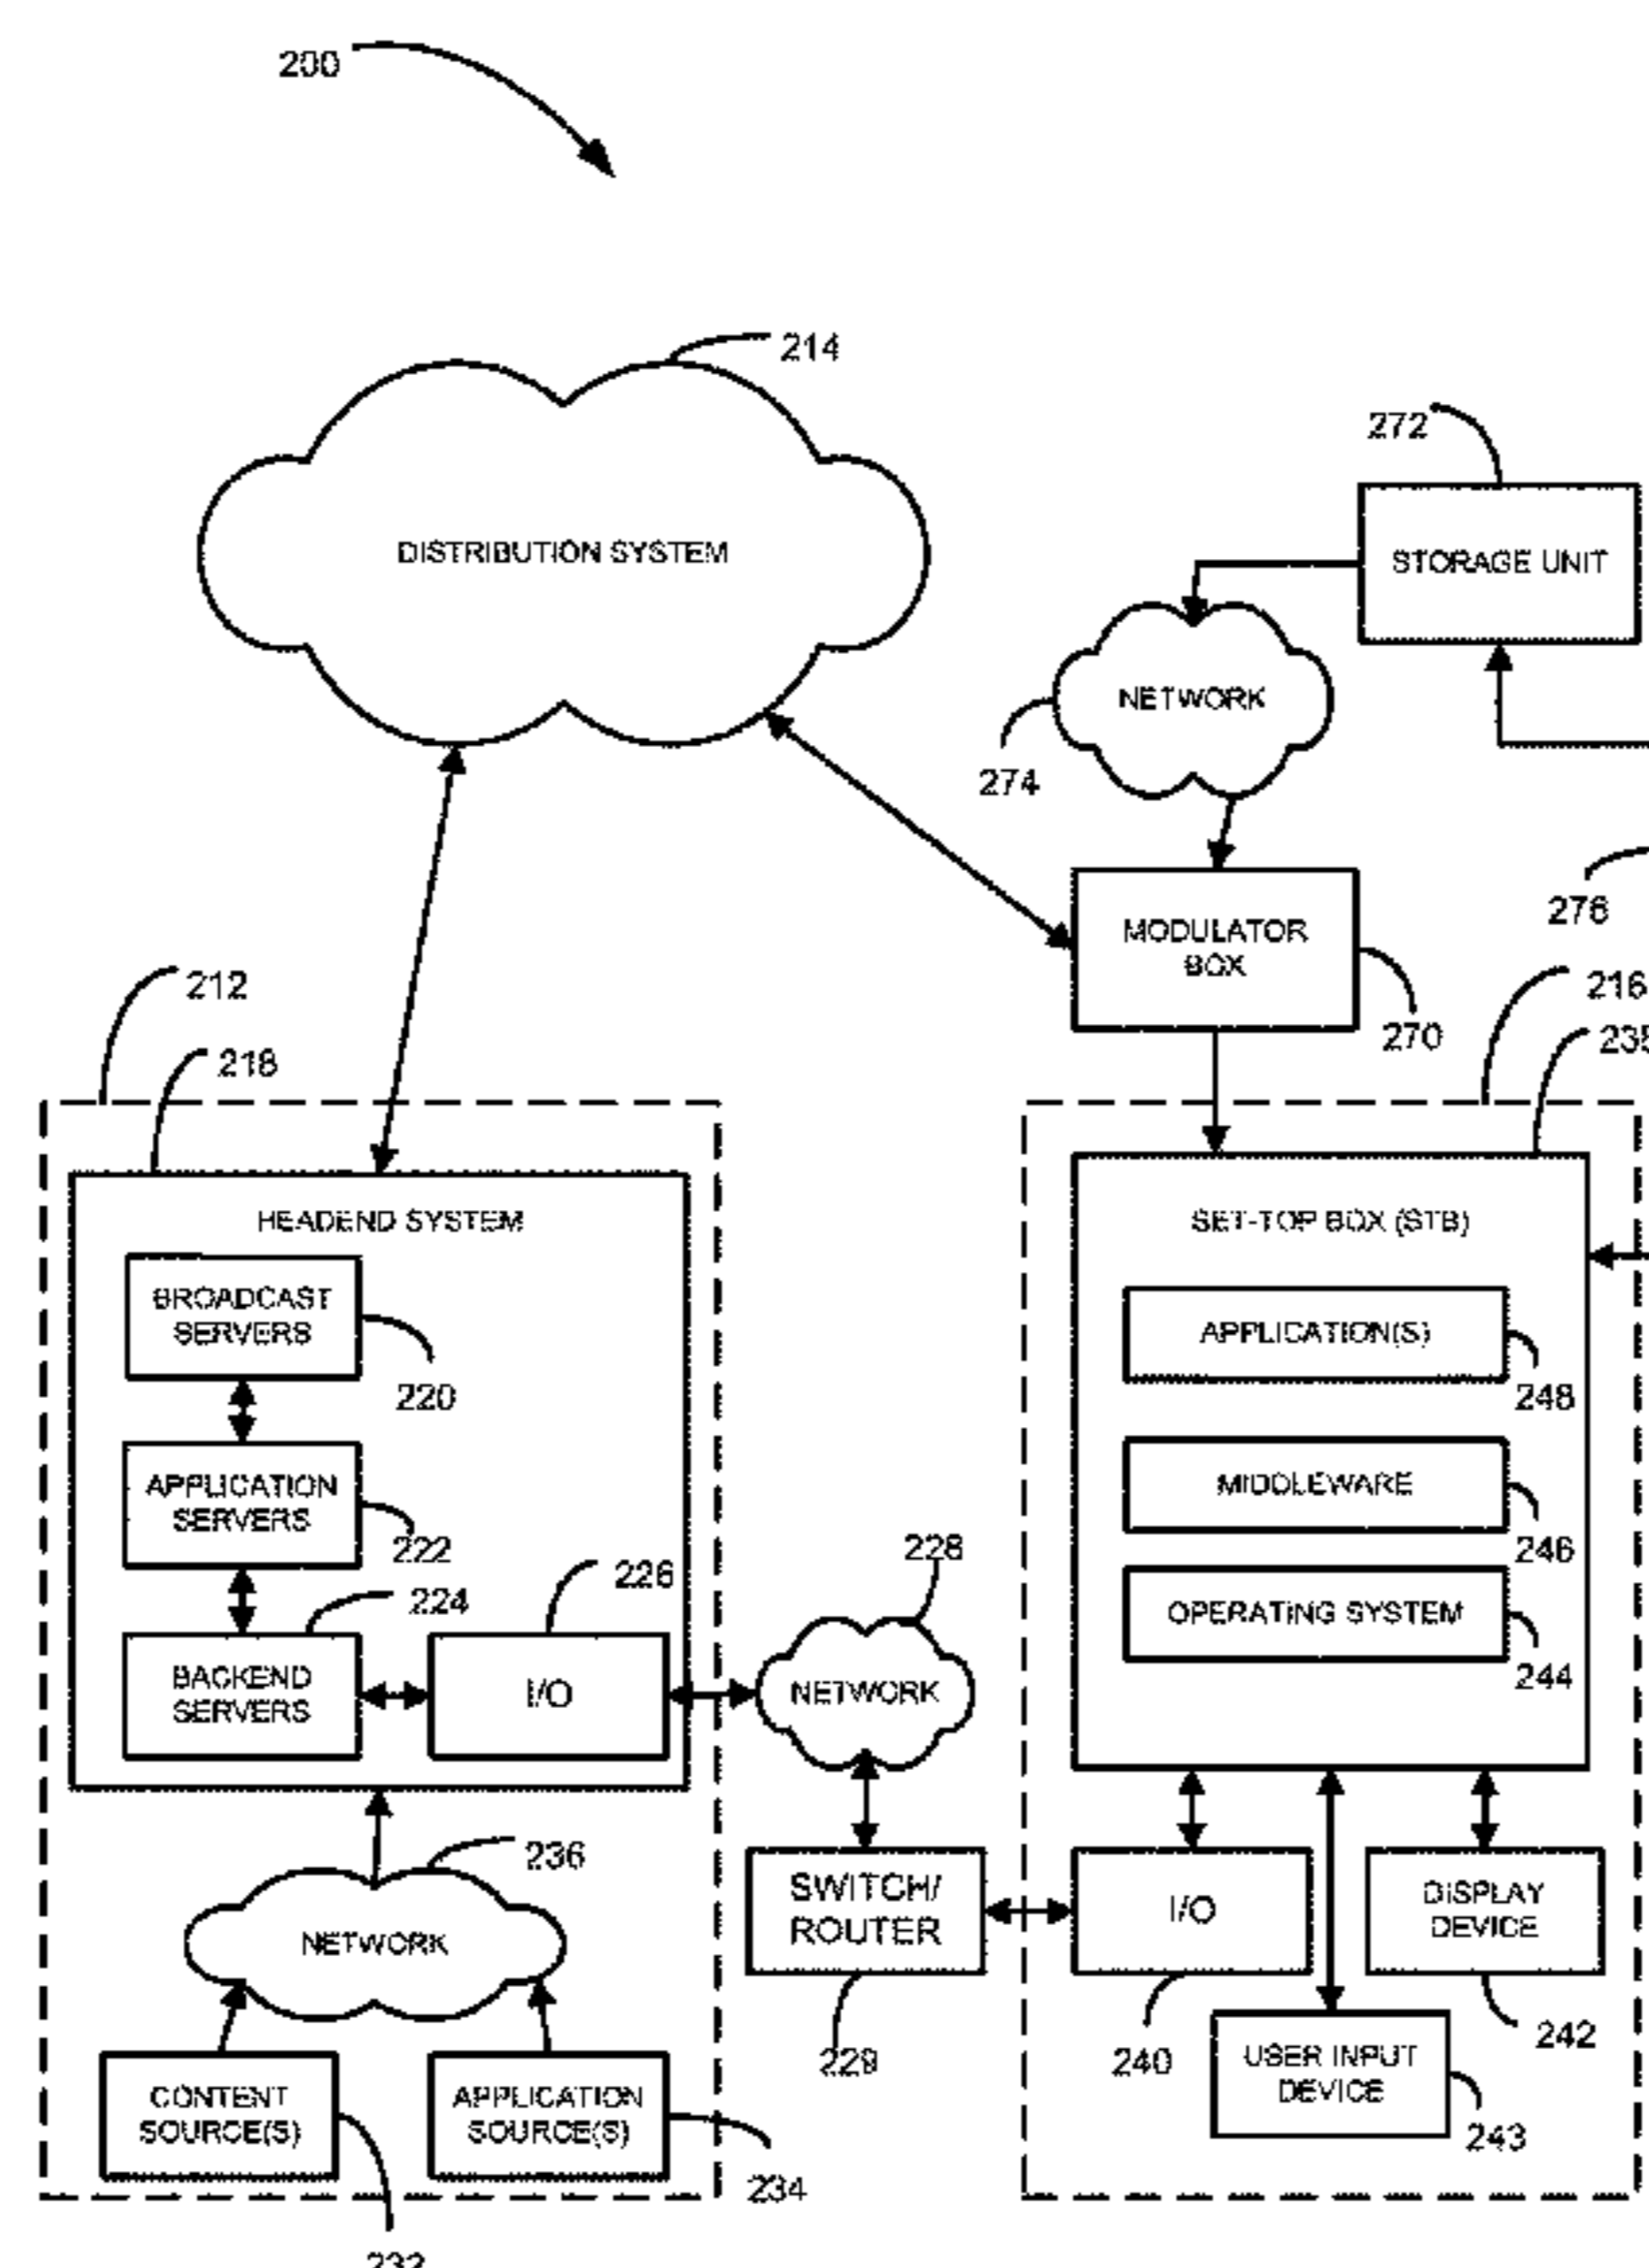 200
214
272
DISTRIBUTION SYSTEM
STORAGE UNIT
NETWORK
274
276
MODULATOR
BOX
270
212
216
218
HEADEND SYSTEM
SET-TOP BOX (STB)
BROADCAST
SERVERS
APPLICATION(S)
220
248
APPLICATION
SERVERS
MIDDLEWARE
222
246
224
226
228
OPERATING SYSTEM
244
BACKEND
SERVERS
I/O
NETWORK
236
NETWORK
SWITCH/
ROUTER
I/O
DISPLAY
DEVICE
229
240
242
USER INPUT
DEVICE
243
CONTENT
SOURCE(S)
APPLICATION
SOURCE(S)
234
232